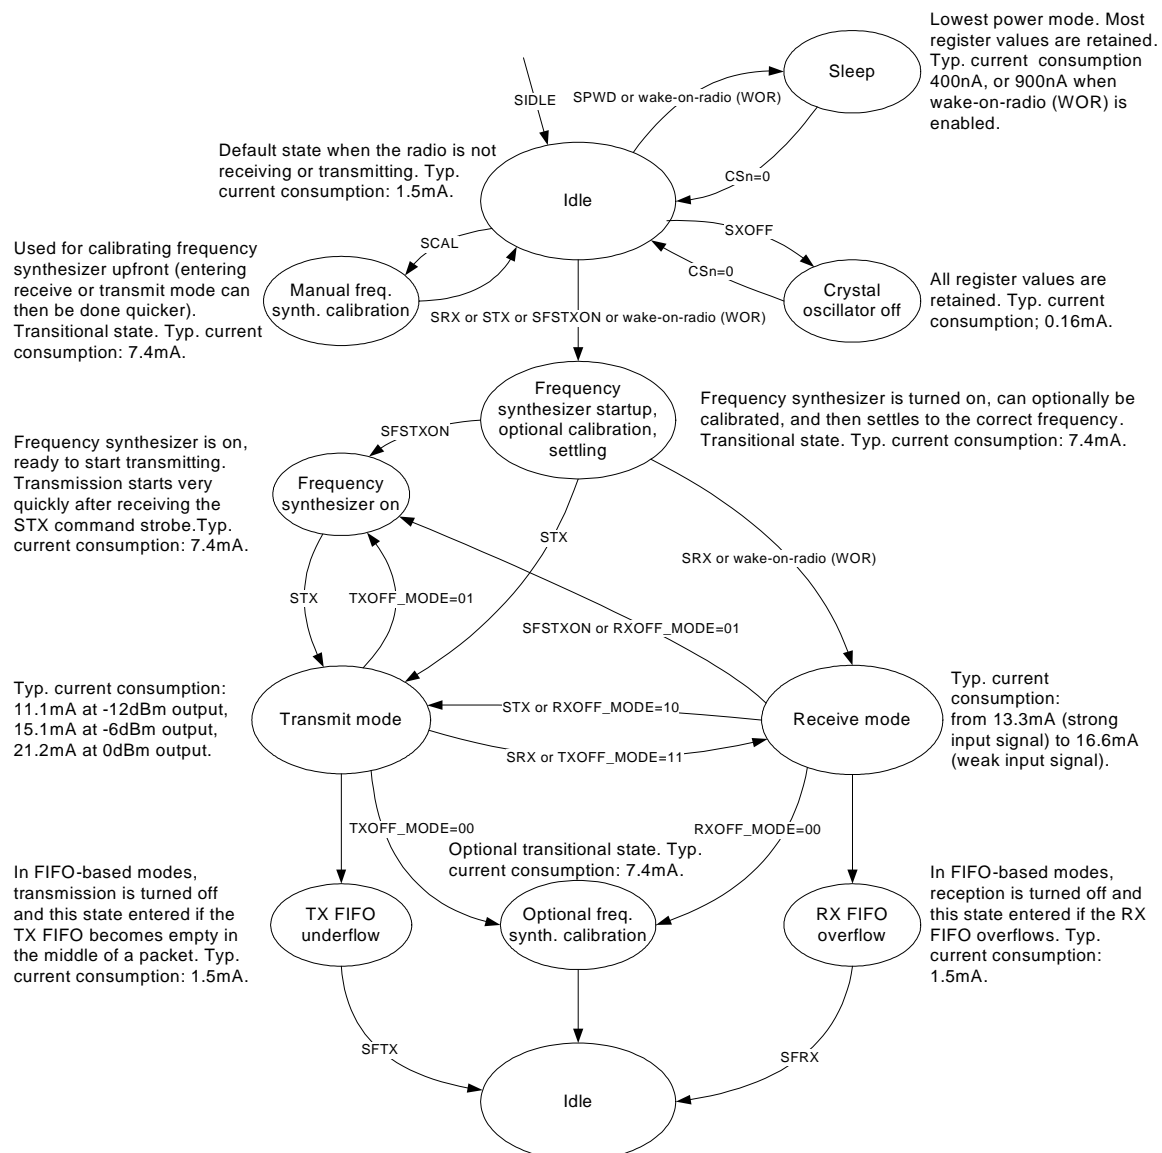 Lowest power mode. Most
register values are retained.
Typ. current consumption
400nA, or 900nA when
wake-on-radio (WOR) is
enabled.
Sleep
SIDLE
SPWD or wake-on-radio (WOR)
Default state when the radio is not
receiving or transmitting. Typ.
current consumption: 1.5mA.
CSn=0
Idle
SXOFF
SCAL
CSn=0
Used for calibrating frequency
synthesizer upfront (entering
receive or transmit mode can
then be done quicker).
Transitional state. Typ. current
consumption: 7.4mA.
Manual freq.
synth. calibration
Crystal
oscillator off
All register values are
retained. Typ. current
consumption; 0.16mA.
SRX or STX or SFSTXON or wake-on-radio (WOR)
Frequency
synthesizer startup,
optional calibration,
settling
Frequency synthesizer is turned on, can optionally be
calibrated, and then settles to the correct frequency.
Transitional state. Typ. current consumption: 7.4mA.
SFSTXON
Frequency synthesizer is on,
ready to start transmitting.
Transmission starts very
quickly after receiving the
STX command strobe.Typ.
current consumption: 7.4mA.
Frequency
synthesizer on
STX
SRX or wake-on-radio (WOR)
STX
TXOFF_MODE=01
SFSTXON or RXOFF_MODE=01
Typ. current consumption:
11.1mA at -12dBm output,
15.1mA at -6dBm output,
21.2mA at 0dBm output.
Transmit mode
STX or RXOFF_MODE=10
SRX or TXOFF_MODE=11
Receive mode
Typ. current
consumption:
from 13.3mA (strong
input signal) to 16.6mA
(weak input signal).
TXOFF_MODE=00
RXOFF_MODE=00
Optional transitional state. Typ.
current consumption: 7.4mA.
In FIFO-based modes,
transmission is turned off
and this state entered if the
TX FIFO becomes empty in
the middle of a packet. Typ.
current consumption: 1.5mA.
TX FIFO
underflow
Optional freq.
synth. calibration
RX FIFO
overflow
In FIFO-based modes,
reception is turned off and
this state entered if the RX
FIFO overflows. Typ.
current consumption:
1.5mA.
SFTX
SFRX
Idle